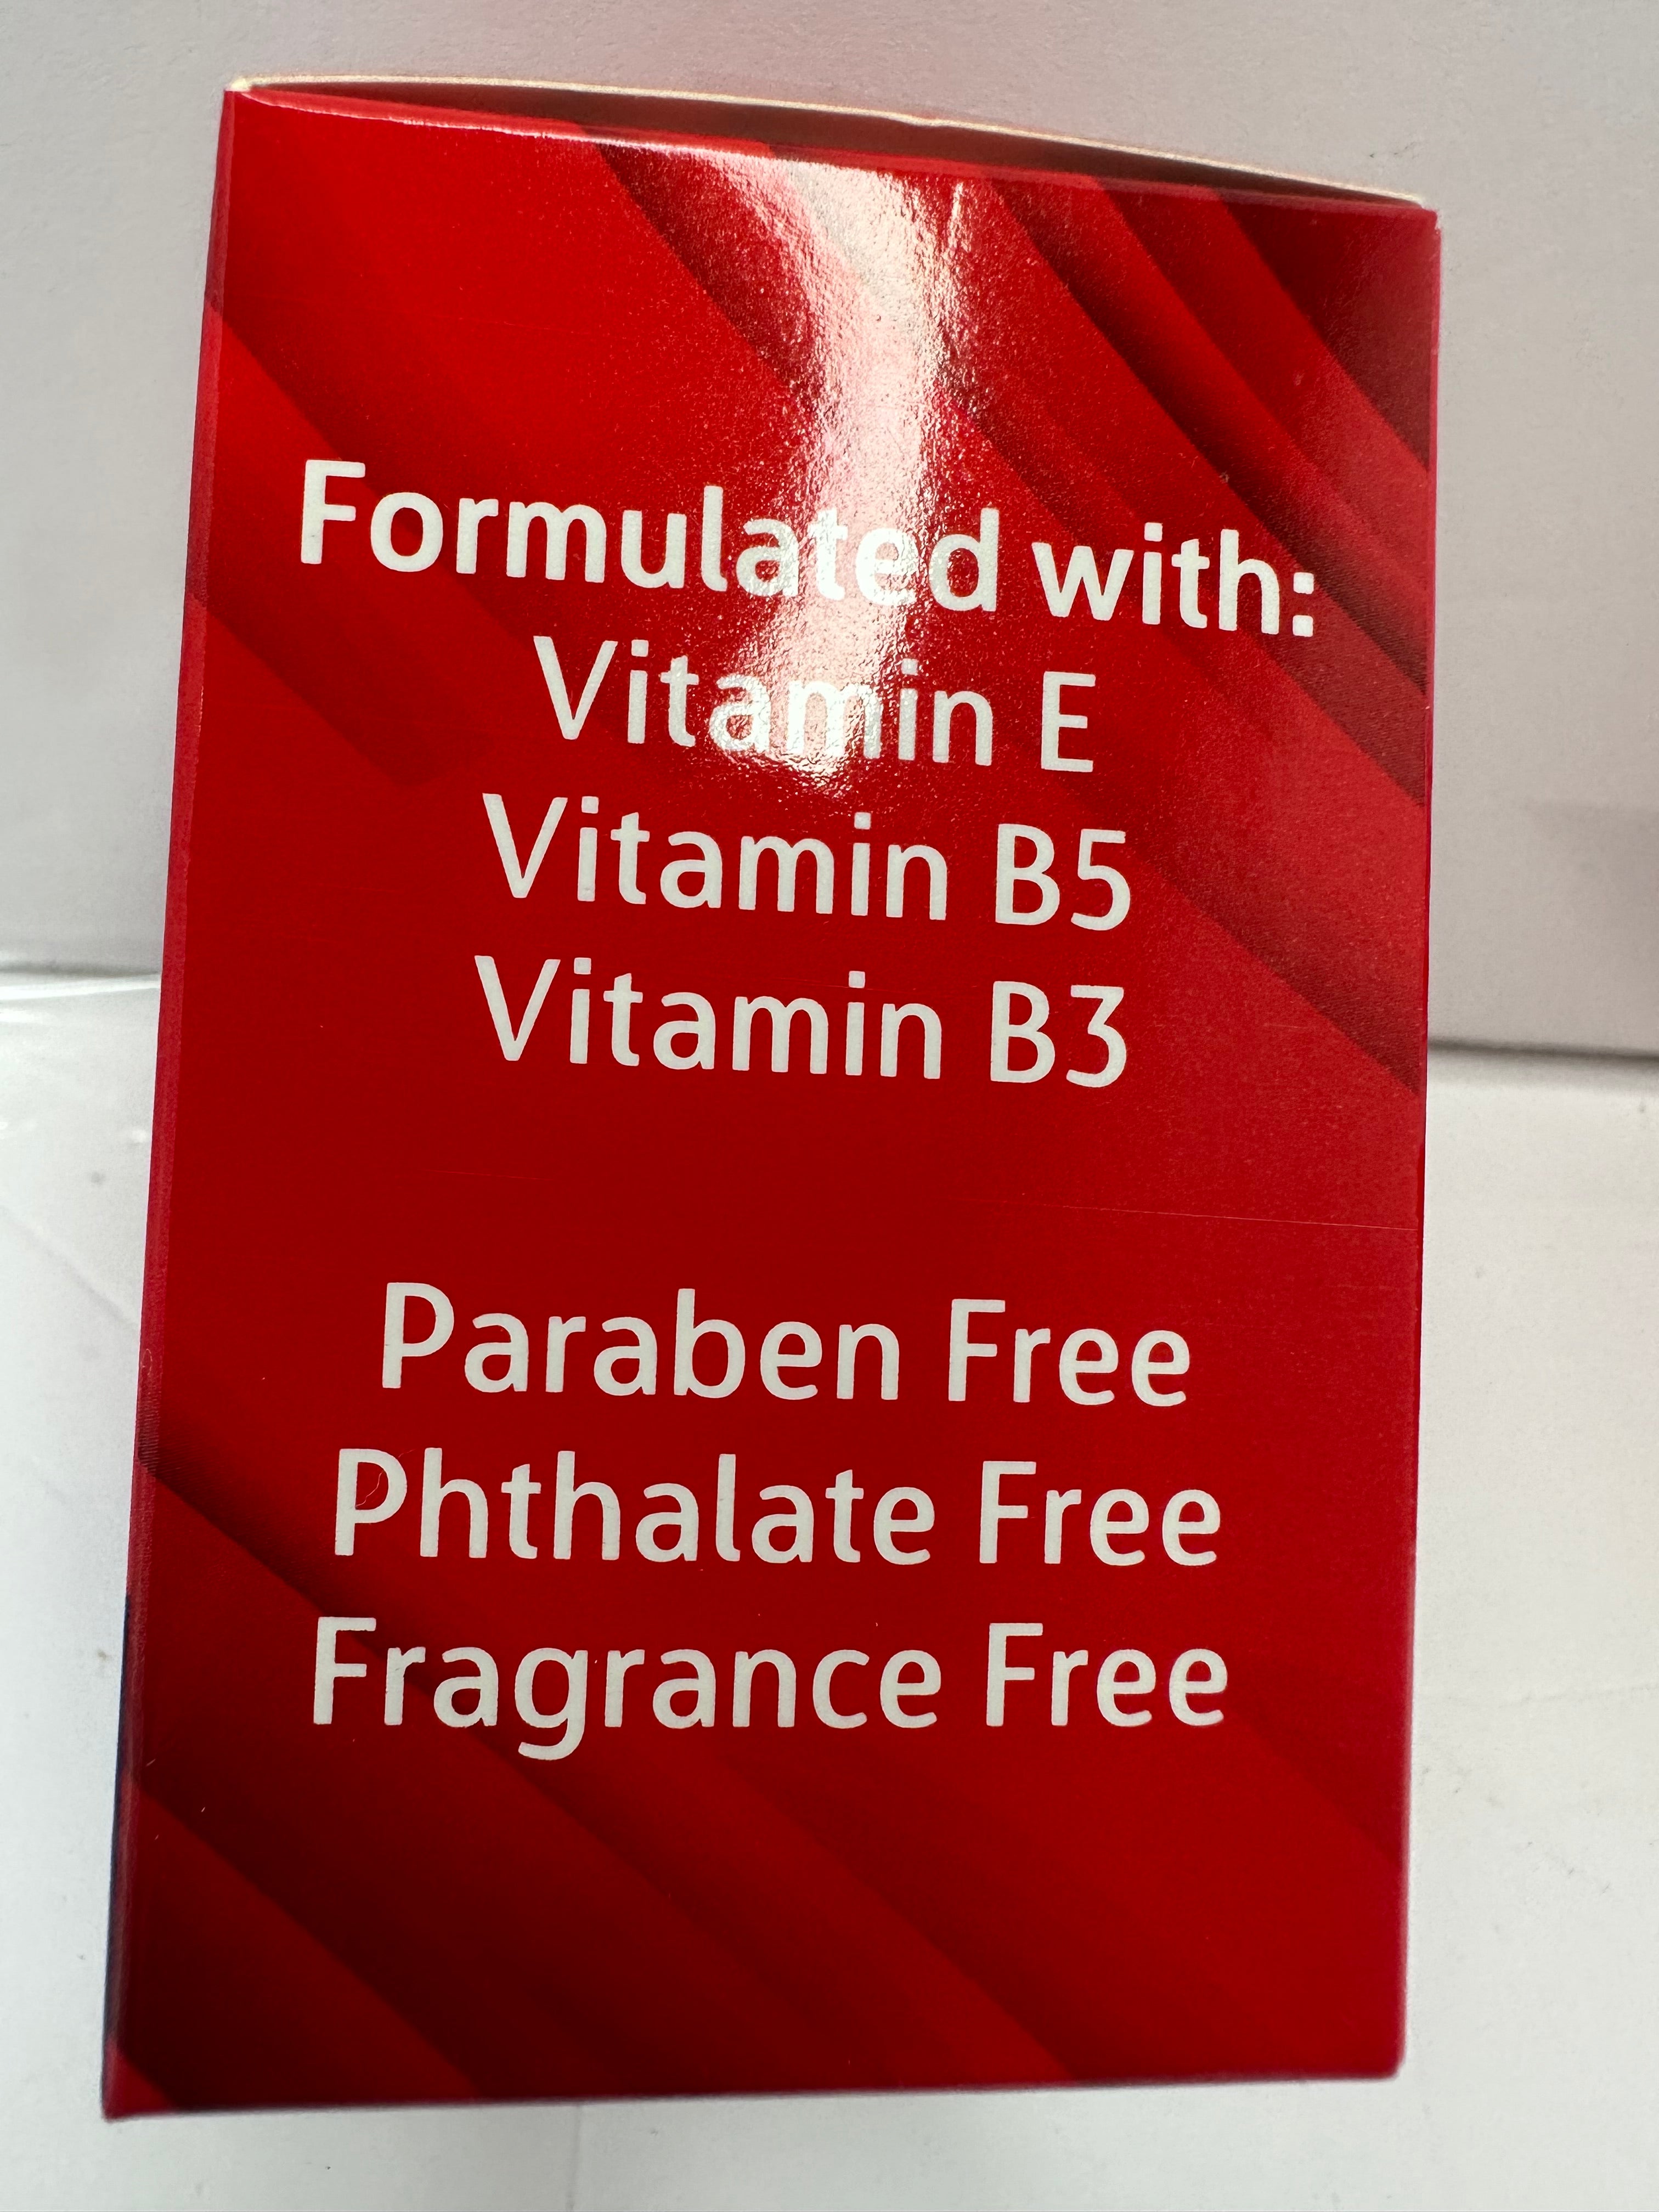 Formulated with:
Vitamin E
Vitamin B5
Vitamin B3
Paraben Free
Phthalate Free
Fragrance Free